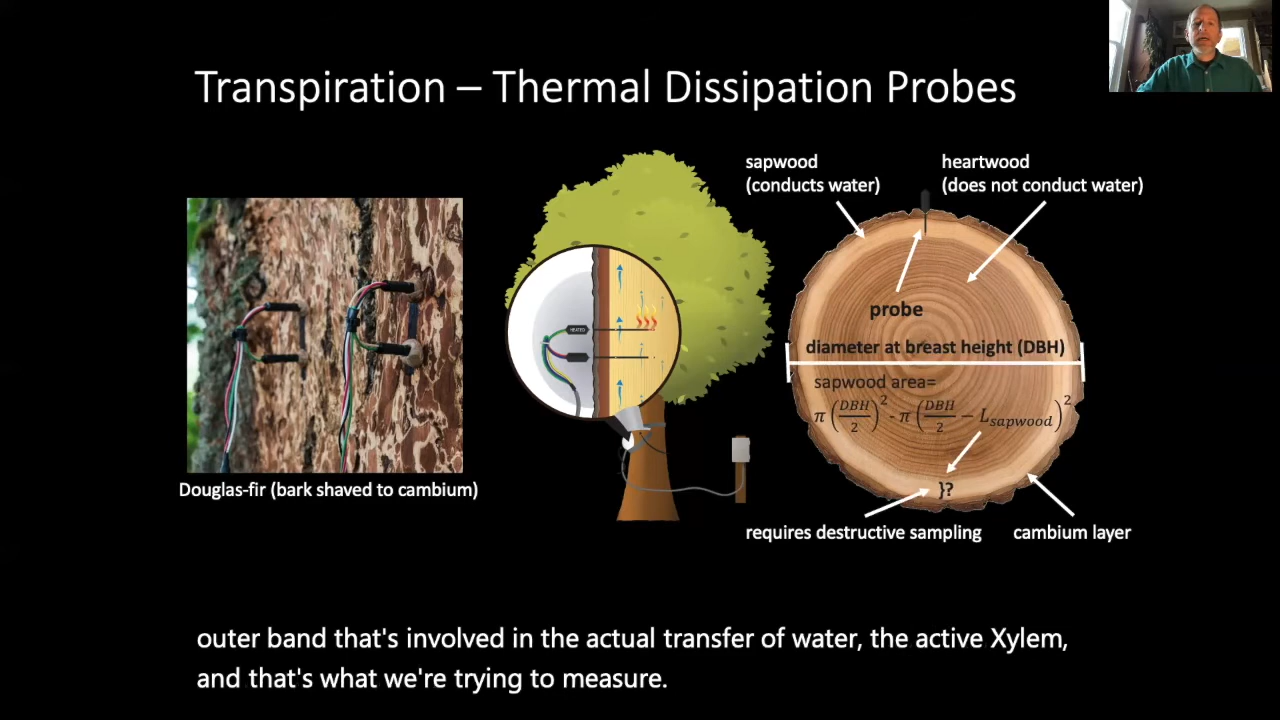 Transpiration – Thermal Dissipation Probes
sapwood
(conducts water)
heartwood
(does not conduct water)
HEATED
probe
diameter at breast height (DBH)
sapwood area=
π (DBH/2)² - π (DBH/2 − L_sapwood)²
}?
Douglas-fir (bark shaved to cambium)
requires destructive sampling
cambium layer
outer band that's involved in the actual transfer of water, the active Xylem,
and that's what we're trying to measure.